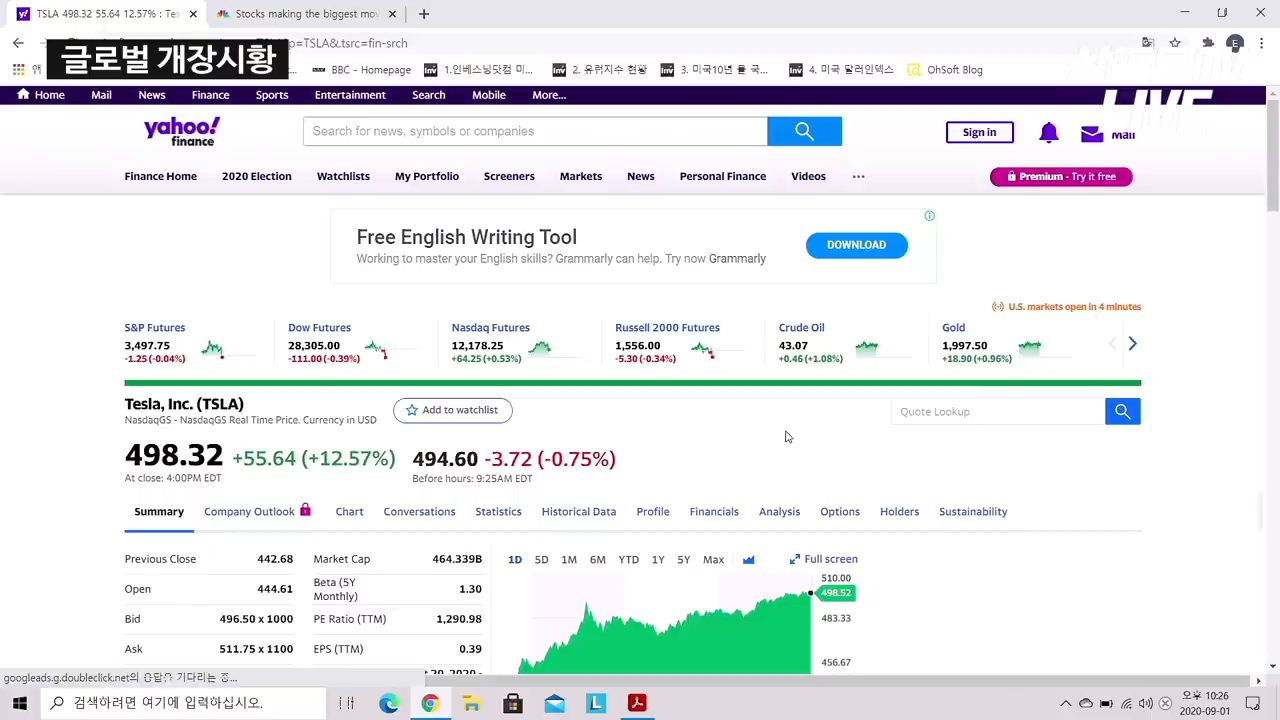 TSLA 498.32 55.64 12.57% : Tes
Stocks making the biggest mo
글로벌 개장시황
p=TSLA&tsrc=fin-srch
E
BBC - Homepage
1.인베스닝닷컴 미...
2. 유뤼지수 현황
3. 미국10년 믈 국...
4. 미국 달러인덱스
OhSoft Blog
LIVE
Home Mail News Finance Sports Entertainment Search Mobile More...
yahoo!
finance
Search for news, symbols or companies
Sign in
Mail
Finance Home 2020 Election Watchlists My Portfolio Screeners Markets News Personal Finance Videos ...
Premium - Try it free
Free English Writing Tool
Working to master your English skills? Grammarly can help. Try now Grammarly
DOWNLOAD
U.S. markets open in 4 minutes
S&P Futures
3,497.75
-1.25 (-0.04%)
Dow Futures
28,305.00
-111.00 (-0.39%)
Nasdaq Futures
12,178.25
+64.25 (+0.53%)
Russell 2000 Futures
1,556.00
-5.30 (-0.34%)
Crude Oil
43.07
+0.46 (+1.08%)
Gold
1,997.50
+18.90 (+0.96%)
Tesla, Inc. (TSLA)
NasdaqGS - NasdaqGS Real Time Price. Currency in USD
Add to watchlist
Quote Lookup
498.32 +55.64 (+12.57%)
At close: 4:00PM EDT
494.60 -3.72 (-0.75%)
Before hours: 9:25AM EDT
Summary Company Outlook Chart Conversations Statistics Historical Data Profile Financials Analysis Options Holders Sustainability
Previous Close 442.68
Open 444.61
Bid 496.50 x 1000
Ask 511.75 x 1100
Market Cap 464.339B
Beta (5Y Monthly) 1.30
PE Ratio (TTM) 1,290.98
EPS (TTM) 0.39
1D 5D 1M 6M YTD 1Y 5Y Max
Full screen
510.00
498.52
483.33
456.67
googleads.g.doubleclick.net의 응답을 기다리는 중...
검색하려면 여기에 입력하십시오.
오후 10:26
2020-09-01